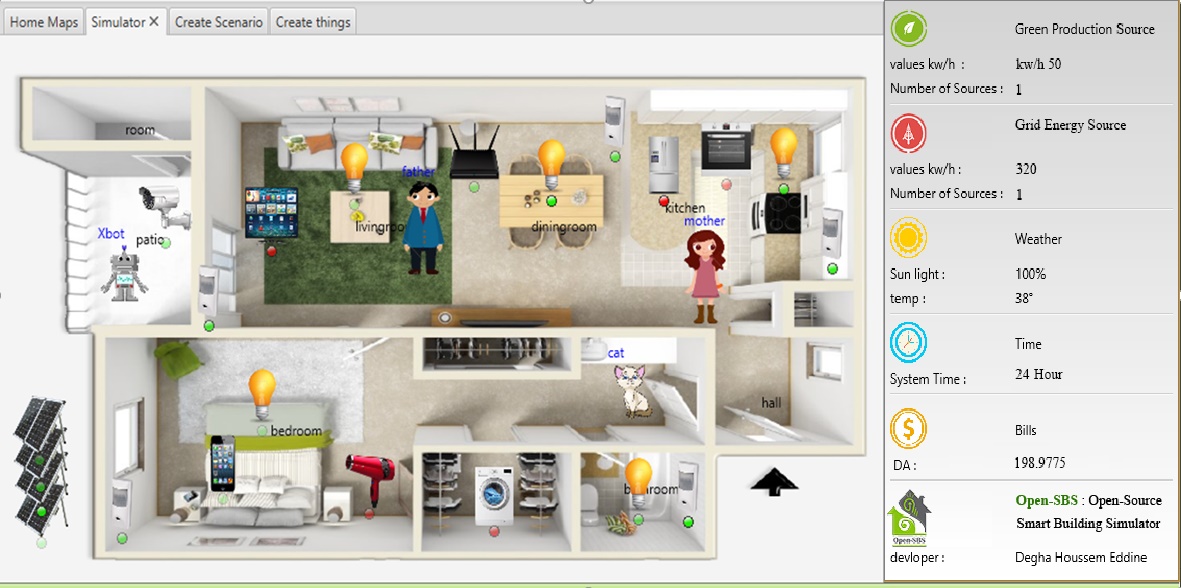 Home Maps
Simulator X
Create Scenario
Create things
room
father
Xbot
patio
livingroo
diningroom
kitchen
mother
cat
hall
bedroom
Green Production Source
values kw/h : kw/h 50
Number of Sources : 1
Grid Energy Source
values kw/h : 320
Number of Sources : 1
Weather
Sun light : 100%
temp : 38°
Time
System Time : 24 Hour
Bills
DA : 198.9775
Open-SBS : Open-Source
Smart Building Simulator
Open-SBS
devloper : Degha Houssem Eddine